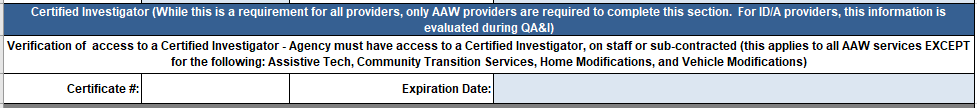 Certified Investigator (While this is a requirement for all providers, only AAW providers are required to complete this section.  For ID/A providers, this information is
evaluated during QA&I)
Verification of  access to a Certified Investigator - Agency must have access to a Certified Investigator, on staff or sub-contracted (this applies to all AAW services EXCEPT
for the following: Assistive Tech, Community Transition Services, Home Modifications, and Vehicle Modifications)
Certificate #: Expiration Date: